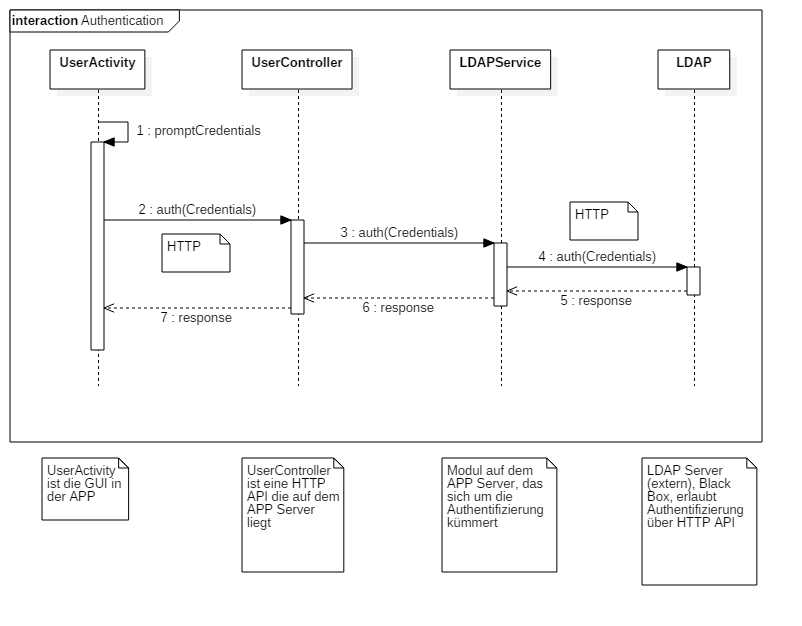 interaction Authentication
UserActivity
UserController
LDAPService
LDAP
1 : promptCredentials
2 : auth(Credentials)
HTTP
3 : auth(Credentials)
HTTP
4 : auth(Credentials)
5 : response
6 : response
7 : response
UserActivity
ist die GUI in
der APP
UserController
ist eine HTTP
API die auf dem
APP Server
liegt
Modul auf dem
APP Server, das
sich um die
Authentifizierung
kümmert
LDAP Server
(extern), Black
Box, erlaubt
Authentifizierung
über HTTP API